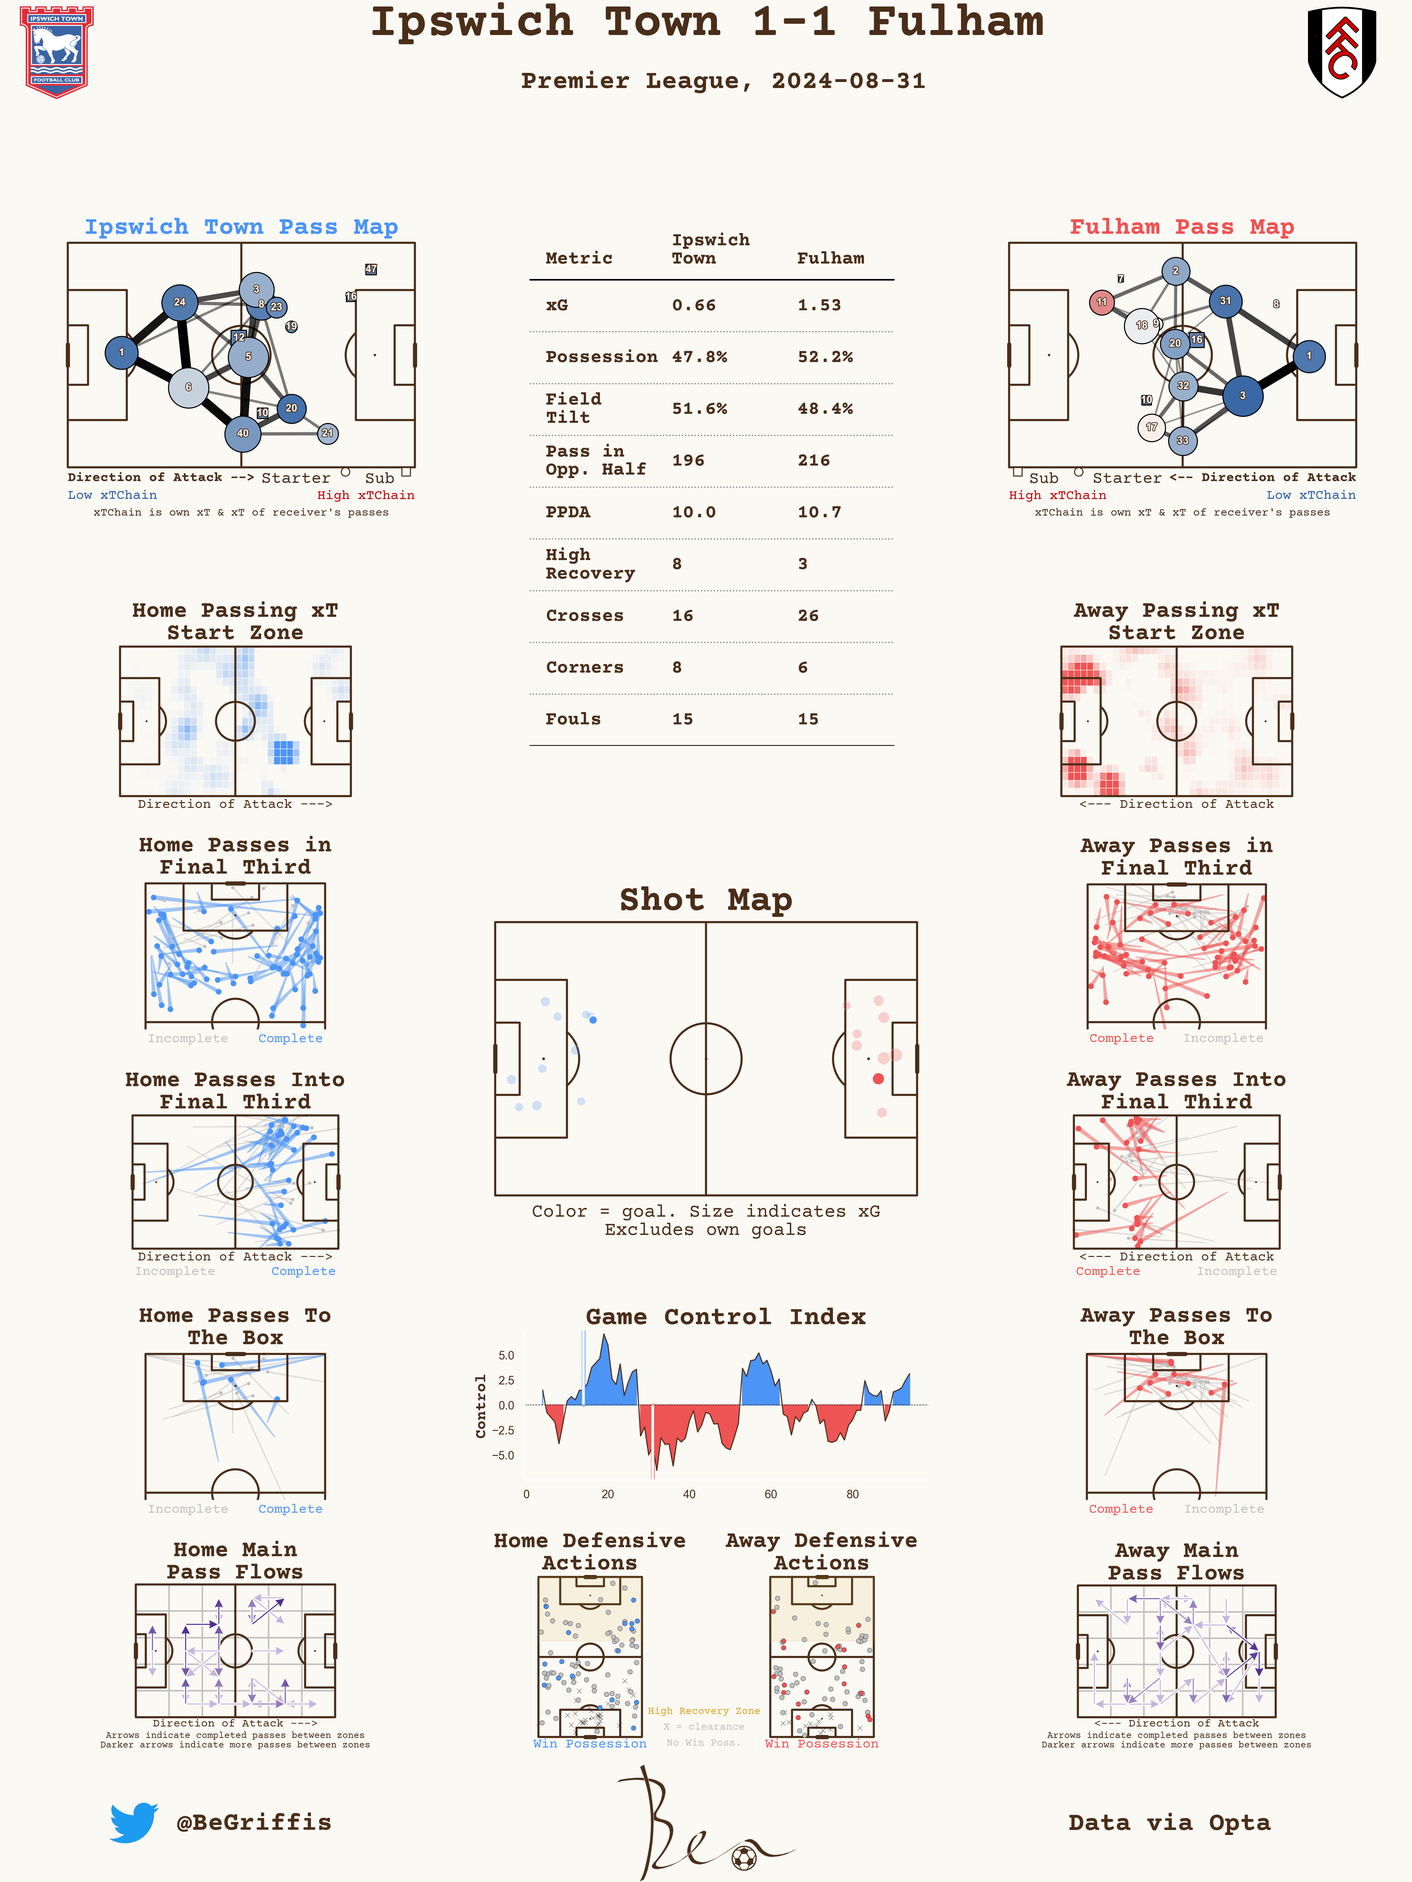 Ipswich Town 1-1 Fulham
Premier League, 2024-08-31
IPSWICH TOWN
FOOTBALL CLUB
FFC
Ipswich Town Pass Map
47
16
3
24
8
23
19
12
1
5
6
20
10
40
21
Direction of Attack --> Starter Sub
Low xTChain High xTChain
xTChain is own xT & xT of receiver's passes
Metric Ipswich Town Fulham
xG 0.66 1.53
Possession 47.8% 52.2%
Field Tilt 51.6% 48.4%
Pass in Opp. Half 196 216
PPDA 10.0 10.7
High Recovery 8 3
Crosses 16 26
Corners 8 6
Fouls 15 15
Fulham Pass Map
2
7
11
31
8
18
9
20
16
1
32
3
10
17
33
Sub Starter <-- Direction of Attack
High xTChain Low xTChain
xTChain is own xT & xT of receiver's passes
Home Passing xT
Start Zone
Direction of Attack --->
Away Passing xT
Start Zone
<--- Direction of Attack
Home Passes in
Final Third
Incomplete Complete
Away Passes in
Final Third
Complete Incomplete
Shot Map
Color = goal. Size indicates xG
Excludes own goals
Home Passes Into
Final Third
Direction of Attack --->
Incomplete Complete
Away Passes Into
Final Third
<--- Direction of Attack
Complete Incomplete
Home Passes To
The Box
Incomplete Complete
Game Control Index
Control
5.0
2.5
0.0
−2.5
−5.0
0 20 40 60 80
Away Passes To
The Box
Complete Incomplete
Home Main
Pass Flows
Direction of Attack --->
Arrows indicate completed passes between zones
Darker arrows indicate more passes between zones
Home Defensive
Actions
Win Possession
Away Defensive
Actions
Win Possession
High Recovery Zone
X = clearance
No Win Poss.
Away Main
Pass Flows
<--- Direction of Attack
Arrows indicate completed passes between zones
Darker arrows indicate more passes between zones
@BeGriffis
Ben
Data via Opta